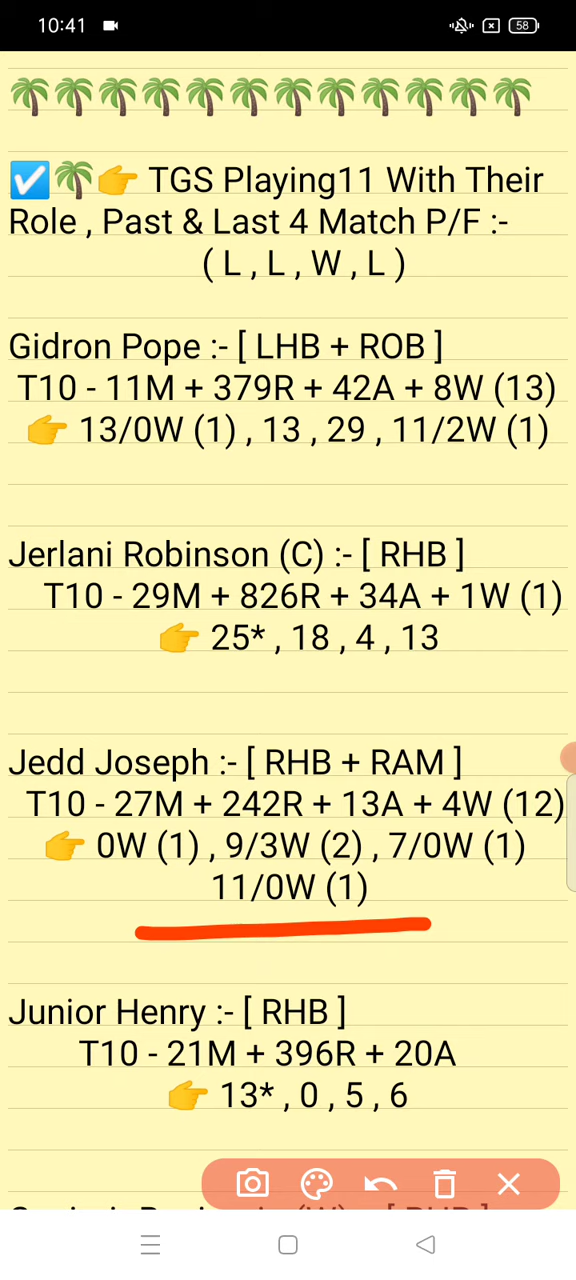 10:41
58
TGS Playing11 With Their
Role , Past & Last 4 Match P/F :-
( L , L , W , L )
Gidron Pope :- [ LHB + ROB ]
T10 - 11M + 379R + 42A + 8W (13)
13/0W (1) , 13 , 29 , 11/2W (1)
Jerlani Robinson (C) :- [ RHB ]
T10 - 29M + 826R + 34A + 1W (1)
25* , 18 , 4 , 13
Jedd Joseph :- [ RHB + RAM ]
T10 - 27M + 242R + 13A + 4W (12)
0W (1) , 9/3W (2) , 7/0W (1)
11/0W (1)
Junior Henry :- [ RHB ]
T10 - 21M + 396R + 20A
13* , 0 , 5 , 6